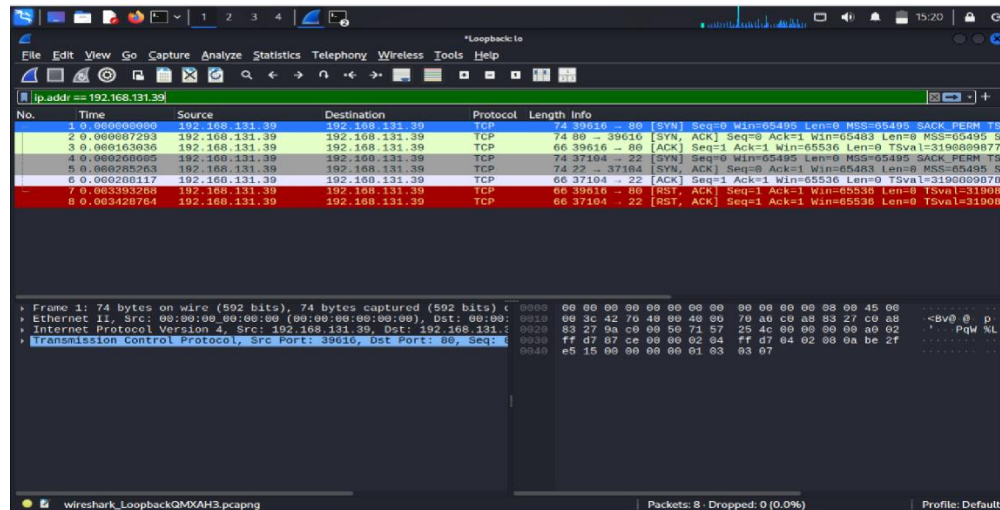 1 2 3 4 15:20
*Loopback: lo
File Edit View Go Capture Analyze Statistics Telephony Wireless Tools Help
ip.addr == 192.168.131.39
No. Time Source Destination Protocol Length Info
1 0.000000000 192.168.131.39 192.168.131.39 TCP 74 39616 → 80 [SYN] Seq=0 Win=65495 Len=0 MSS=65495 SACK_PERM TS
2 0.000087293 192.168.131.39 192.168.131.39 TCP 74 80 → 39616 [SYN, ACK] Seq=0 Ack=1 Win=65483 Len=0 MSS=65495 S
3 0.000163036 192.168.131.39 192.168.131.39 TCP 66 39616 → 80 [ACK] Seq=1 Ack=1 Win=65536 Len=0 TSval=3190809877
4 0.000268605 192.168.131.39 192.168.131.39 TCP 74 37104 → 22 [SYN] Seq=0 Win=65495 Len=0 MSS=65495 SACK_PERM TS
5 0.000285263 192.168.131.39 192.168.131.39 TCP 74 22 → 37104 [SYN, ACK] Seq=0 Ack=1 Win=65483 Len=0 MSS=65495 S
6 0.000288117 192.168.131.39 192.168.131.39 TCP 66 37104 → 22 [ACK] Seq=1 Ack=1 Win=65536 Len=0 TSval=3190809878
7 0.003393268 192.168.131.39 192.168.131.39 TCP 66 39616 → 80 [RST, ACK] Seq=1 Ack=1 Win=65536 Len=0 TSval=31908
8 0.003428764 192.168.131.39 192.168.131.39 TCP 66 37104 → 22 [RST, ACK] Seq=1 Ack=1 Win=65536 Len=0 TSval=31908
Frame 1: 74 bytes on wire (592 bits), 74 bytes captured (592 bits)
Ethernet II, Src: 00:00:00_00:00:00 (00:00:00:00:00:00), Dst: 00:00:
Internet Protocol Version 4, Src: 192.168.131.39, Dst: 192.168.131.3
Transmission Control Protocol, Src Port: 39616, Dst Port: 80, Seq:
0000 00 00 00 00 00 00 00 00 00 00 00 00 08 00 45 00
0010 00 3c 42 76 40 00 40 06 70 a6 c0 a8 83 27 c0 a8 ·<Bv@·@· p
0020 83 27 9a c0 00 50 71 57 25 4c 00 00 00 00 a0 02 ·'···PqW %L
0030 ff d7 87 ce 00 00 02 04 ff d7 04 02 08 0a be 2f
0040 e5 15 00 00 00 00 01 03 03 07
wireshark_LoopbackQMXAH3.pcapng Packets: 8 · Dropped: 0 (0.0%) Profile: Default